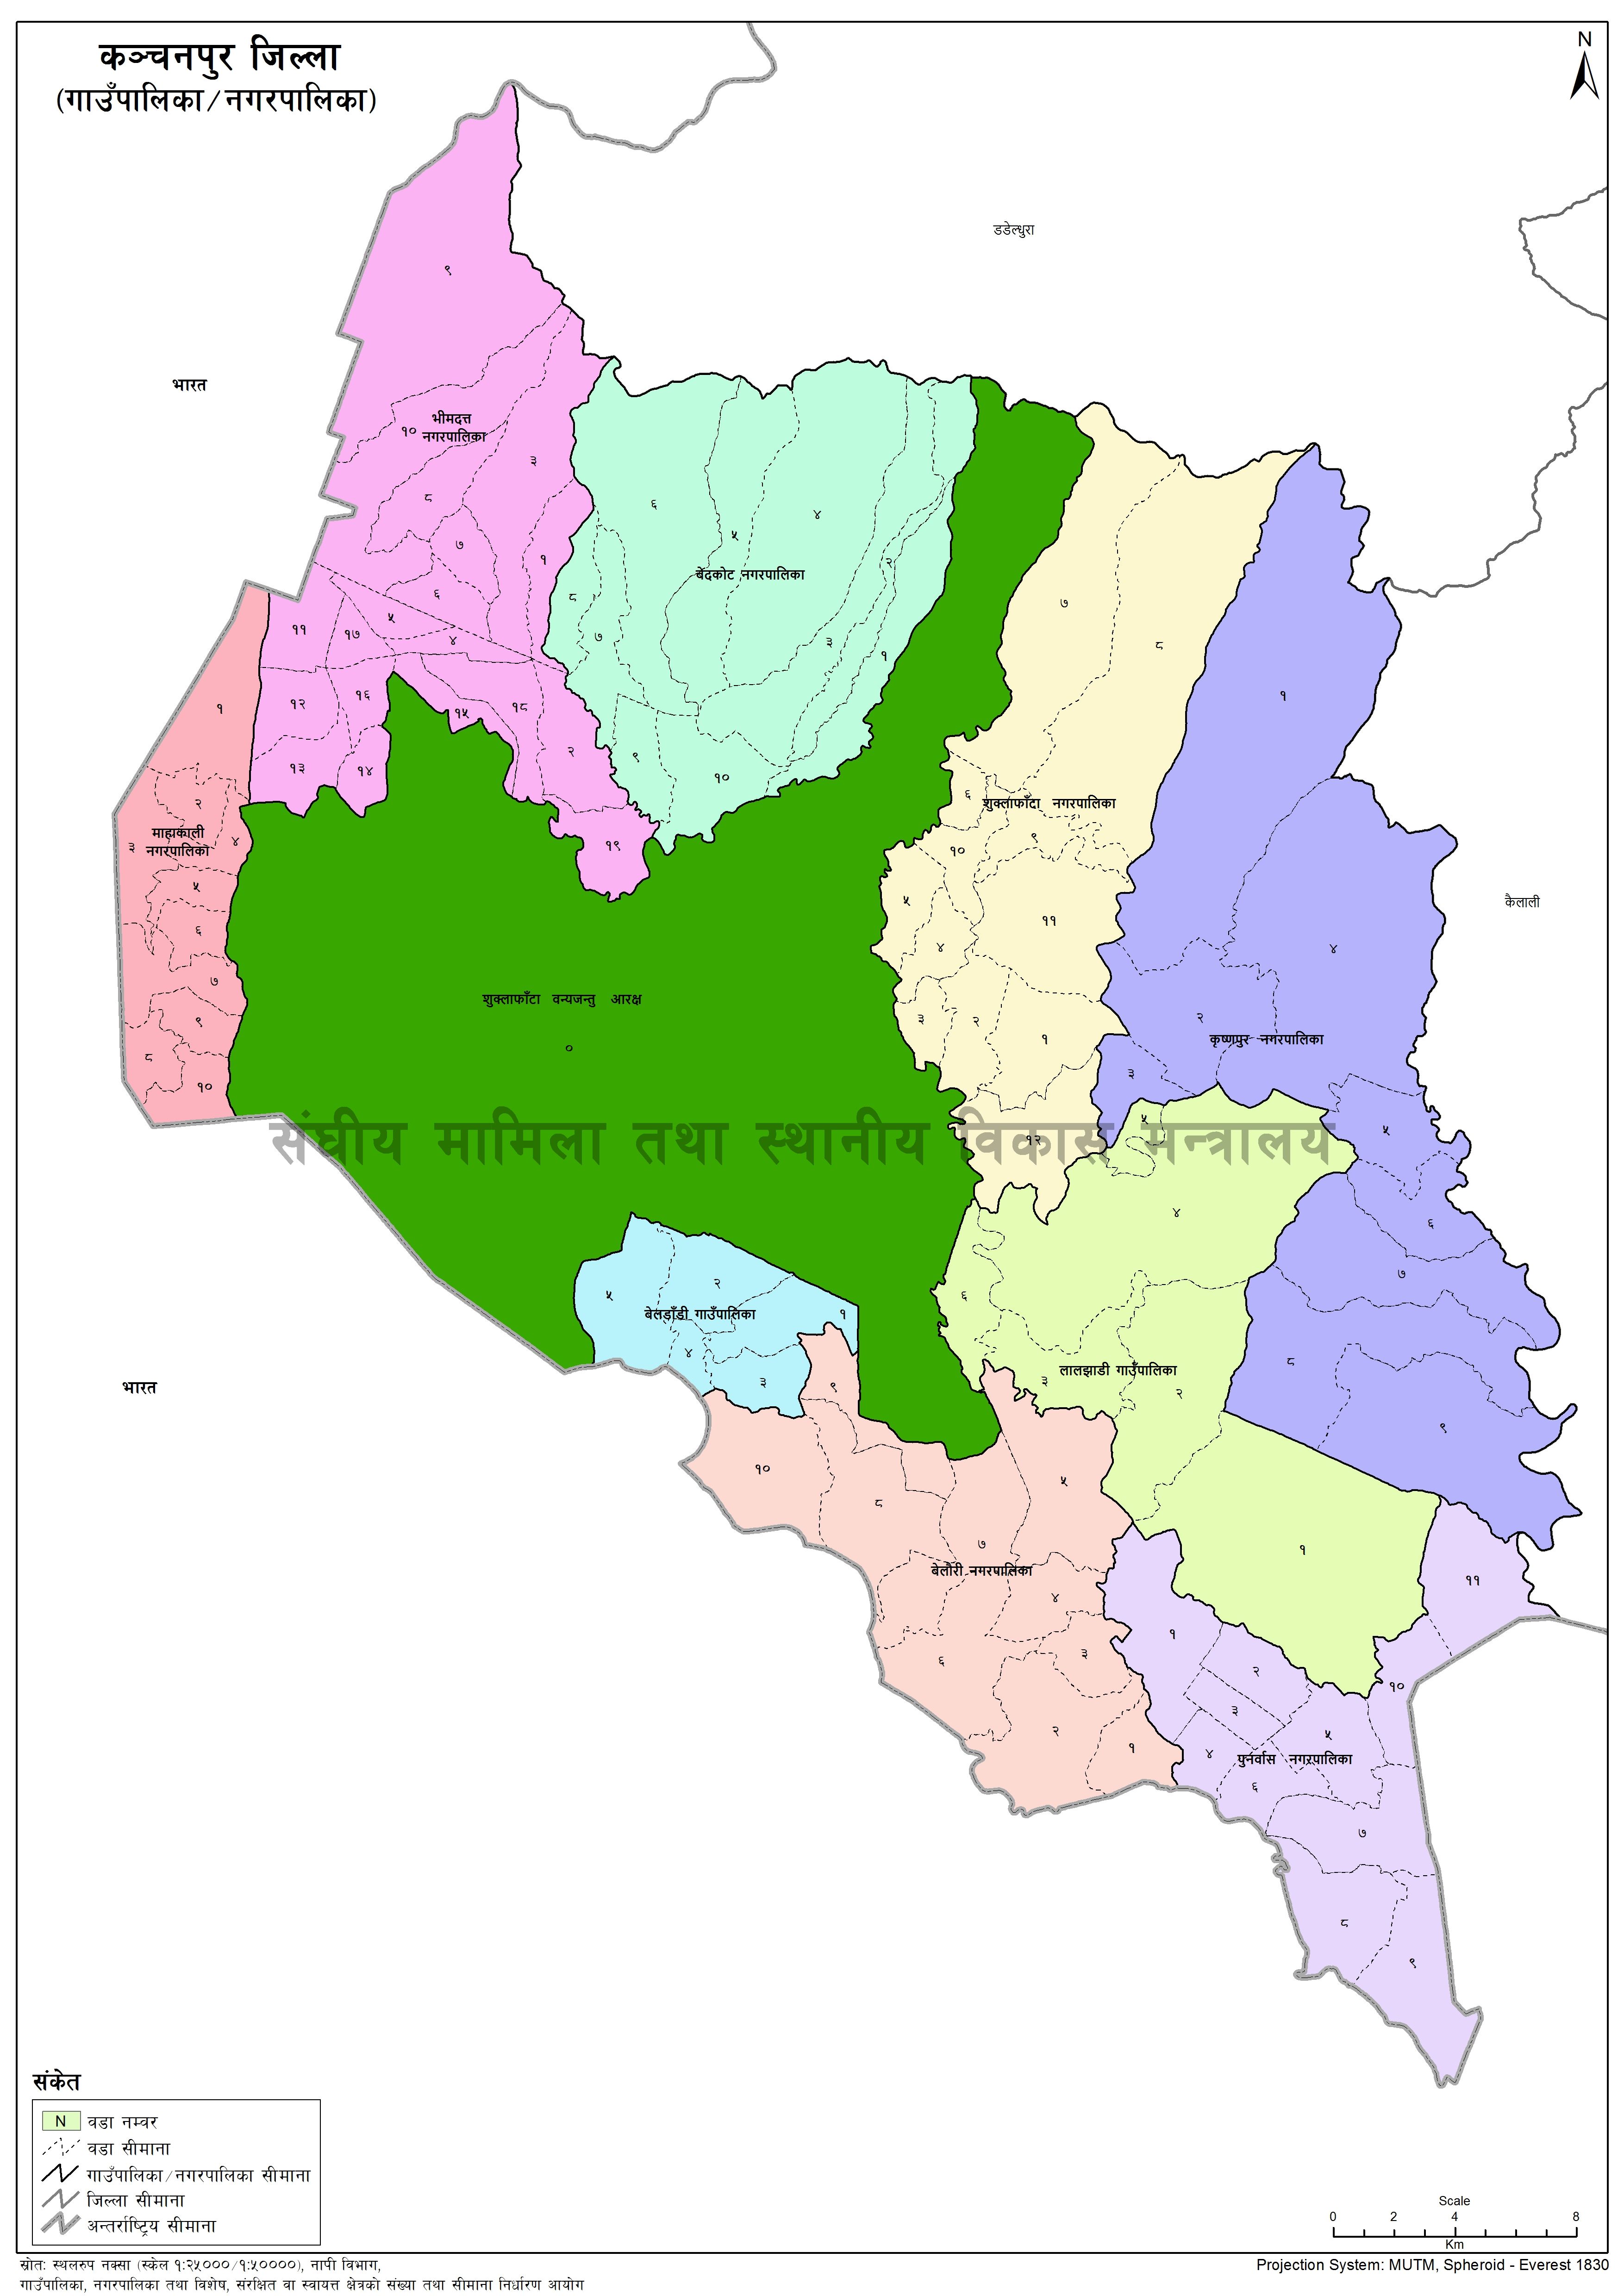 कञ्चनपुर जिल्ला
(गाउँपालिका/नगरपालिका)
N
डडेल्धुरा
९
भारत
भीमदत्त
नगरपालिका
१०
३
८
७
१
६
५
४
११
१७
१२
१६
१५
१८
१३
१४
२
१९
६
५
४
बेदकोट नगरपालिका
२
८
७
३
१
९
१०
७
८
६
शुक्लाफाँटा नगरपालिका
९
१०
५
११
४
३
२
१
१२
१
४
२
कृष्णपुर नगरपालिका
३
५
६
७
८
९
कैलाली
१
२
माहाकाली
नगरपालिका
३
४
५
६
७
९
८
१०
शुक्लाफाँटा वन्यजन्तु आरक्ष
०
संघीय मामिला तथा स्थानीय विकास मन्त्रालय
५
४
६
लालझाडी गाउँपालिका
३
२
१
५
२
बेलडाँडी गाउँपालिका
१
४
३
भारत
९
१०
८
५
७
बेलौरी नगरपालिका
४
६
३
२
१
११
१
२
१०
३
५
४
पुनर्वास नगरपालिका
६
७
८
९
संकेत
N वडा नम्वर
वडा सीमाना
गाउँपालिका/नगरपालिका सीमाना
जिल्ला सीमाना
अन्तर्राष्ट्रिय सीमाना
Scale
0 2 4 8
Km
स्रोतः स्थलरुप नक्सा (स्केल १:२५०००/१:५००००), नापी विभाग,
गाउँपालिका, नगरपालिका तथा विशेष, संरक्षित वा स्वायत्त क्षेत्रको संख्या तथा सीमाना निर्धारण आयोग
Projection System: MUTM, Spheroid - Everest 1830